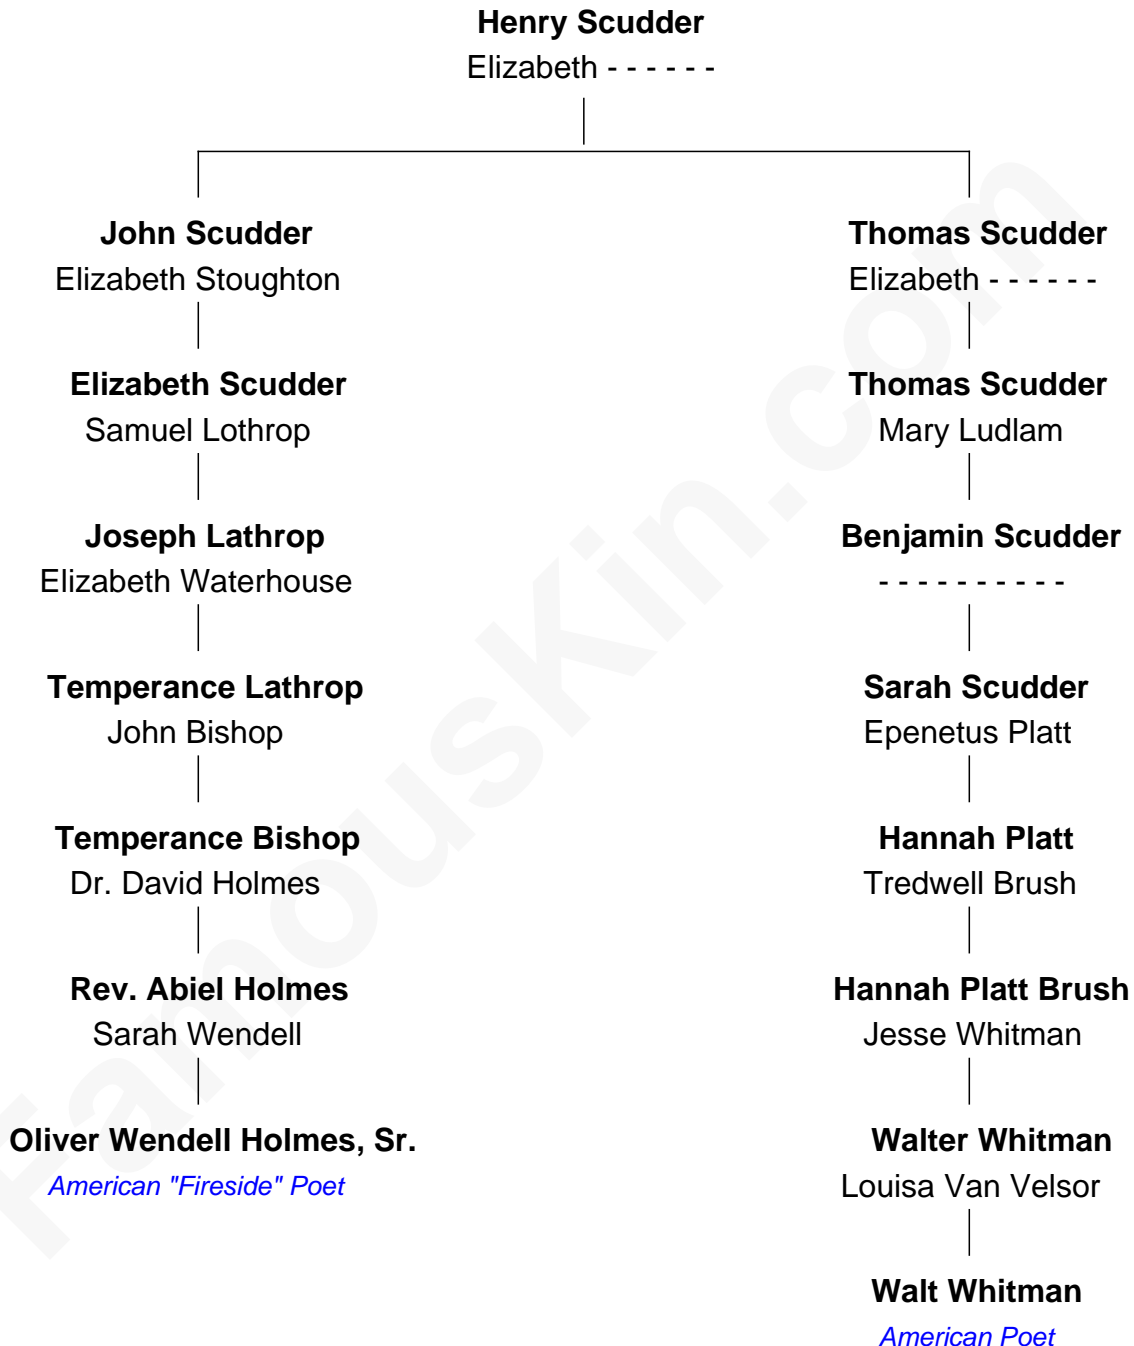 Henry Scudder
Elizabeth - - - - - -
John Scudder
Elizabeth Stoughton
Elizabeth Scudder
Samuel Lothrop
Joseph Lathrop
Elizabeth Waterhouse
Temperance Lathrop
John Bishop
Temperance Bishop
Dr. David Holmes
Rev. Abiel Holmes
Sarah Wendell
Oliver Wendell Holmes, Sr.
American "Fireside" Poet
Thomas Scudder
Elizabeth - - - - - -
Thomas Scudder
Mary Ludlam
Benjamin Scudder
- - - - - - - - - -
Sarah Scudder
Epenetus Platt
Hannah Platt
Tredwell Brush
Hannah Platt Brush
Jesse Whitman
Walter Whitman
Louisa Van Velsor
Walt Whitman
American Poet
FamousKin.com